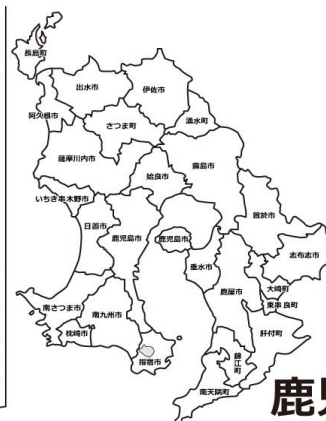 長島町
出水市
伊佐市
阿久根市
湧水町
さつま町
薩摩川内市
霧島市
姶良市
いちき串木野市
曽於市
日置市
鹿児島市
鹿児島市
志布志市
垂水市
鹿屋市
大崎町
東串良町
南さつま市
南九州市
肝付町
枕崎市
錦江町
指宿市
南大隅町
鹿児